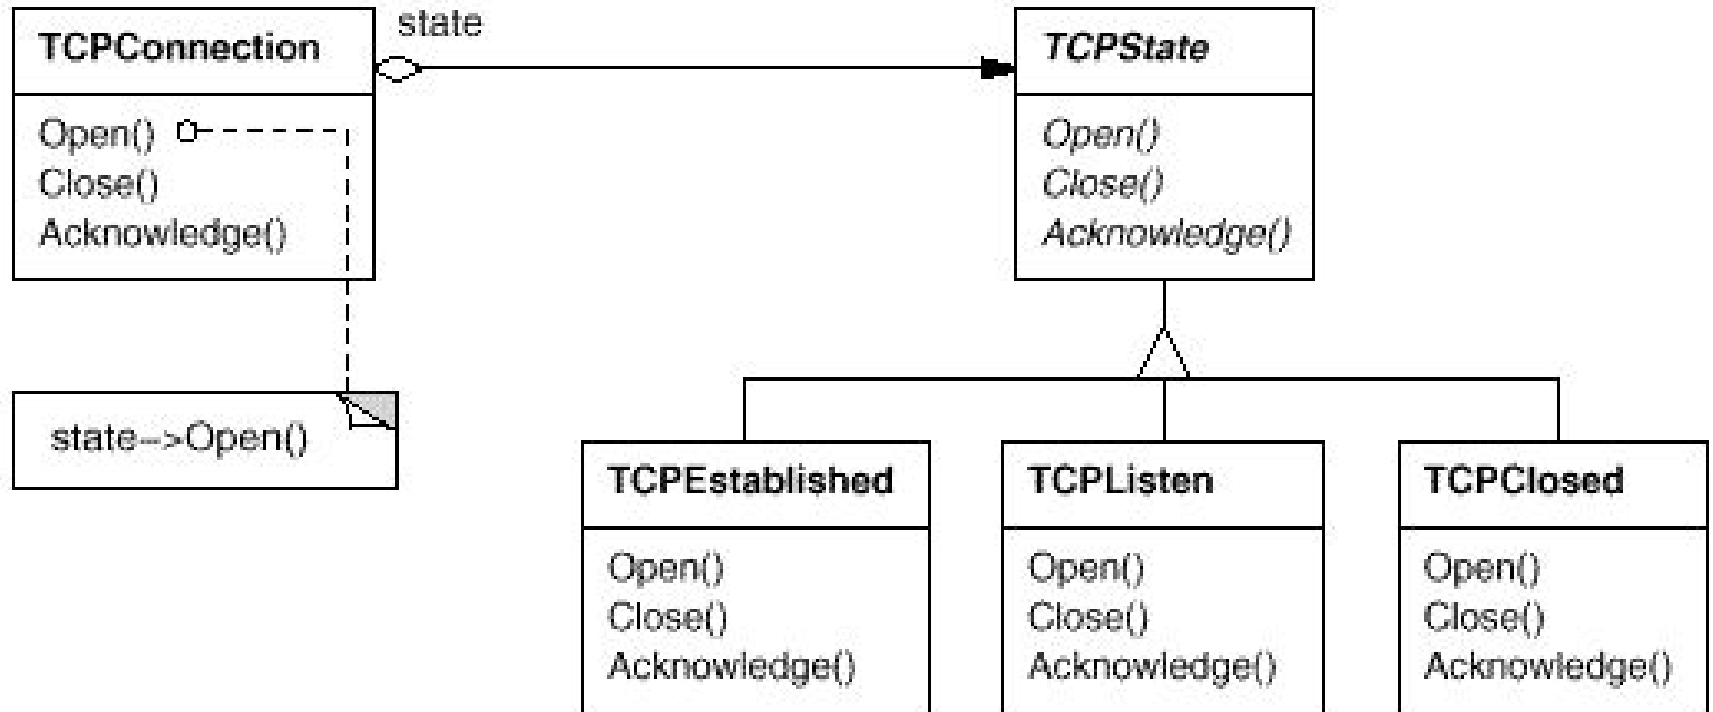 TCPConnection
Open()
Close()
Acknowledge()
state
TCPState
Open()
Close()
Acknowledge()
state->Open()
TCPEstablished
Open()
Close()
Acknowledge()
TCPListen
Open()
Close()
Acknowledge()
TCPClosed
Open()
Close()
Acknowledge()